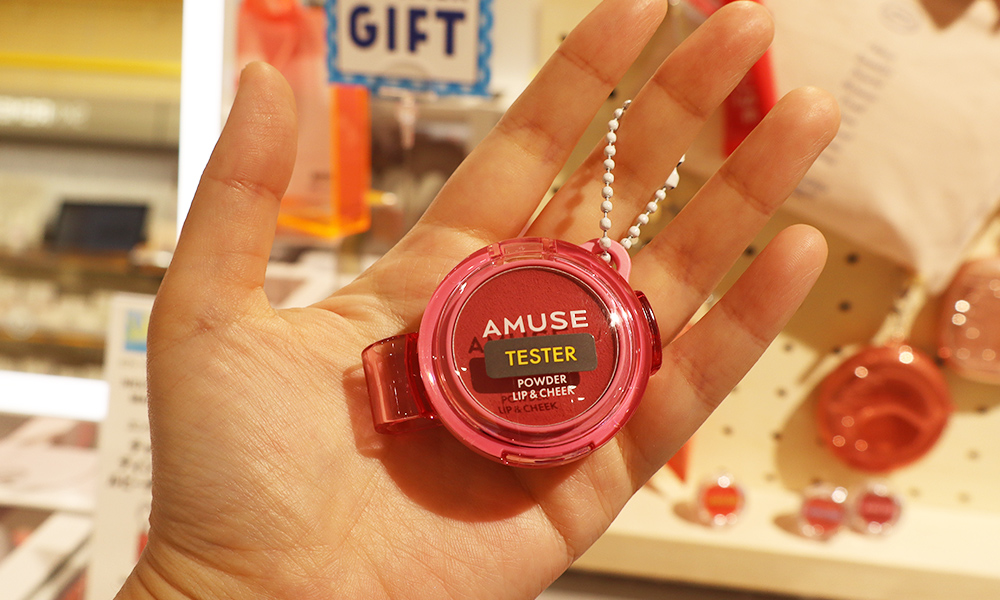 GIFT
AMUSE
TESTER
POWDER
LIP & CHEEK